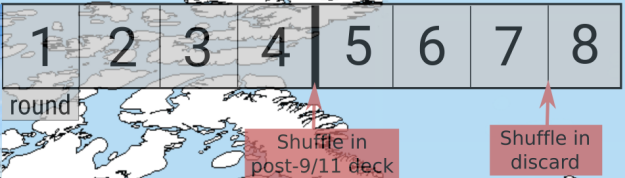 1 2 3 4 5 6 7 8
round
Shuffle in
post-9/11 deck
Shuffle in
discard